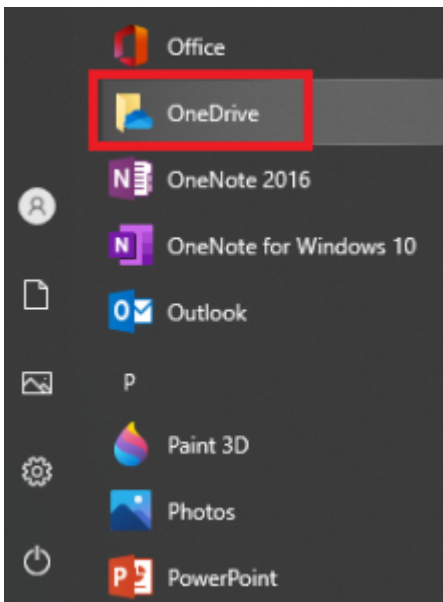 Office
OneDrive
OneNote 2016
OneNote for Windows 10
Outlook
P
Paint 3D
Photos
PowerPoint